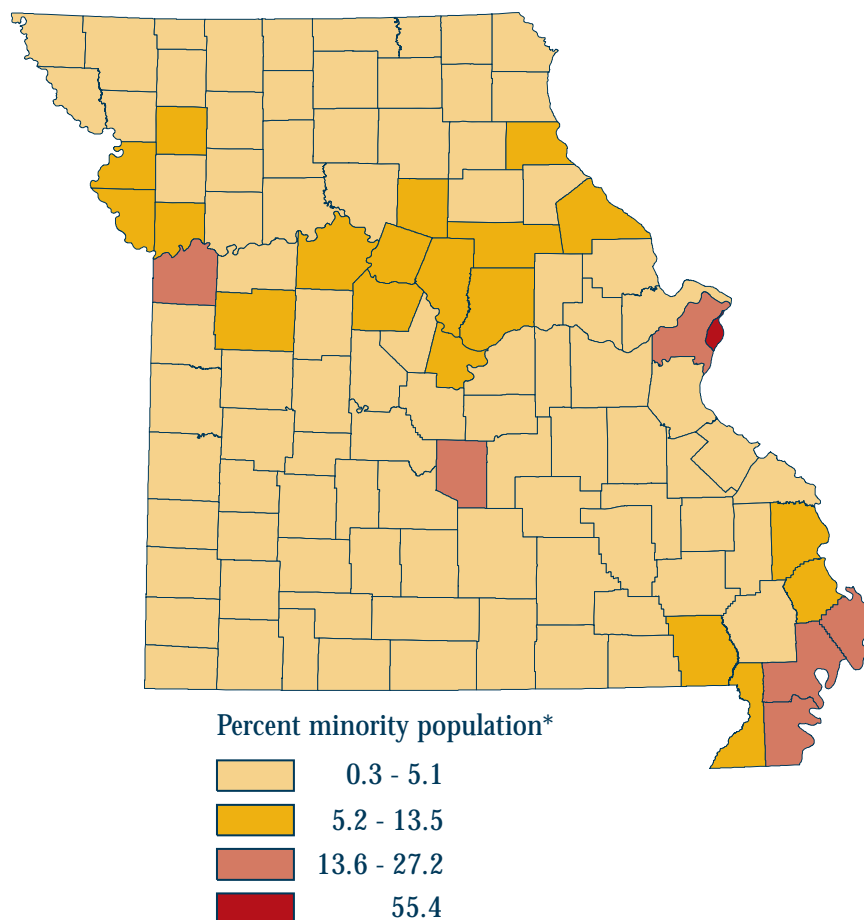 Percent minority population*
0.3 - 5.1
5.2 - 13.5
13.6 - 27.2
55.4